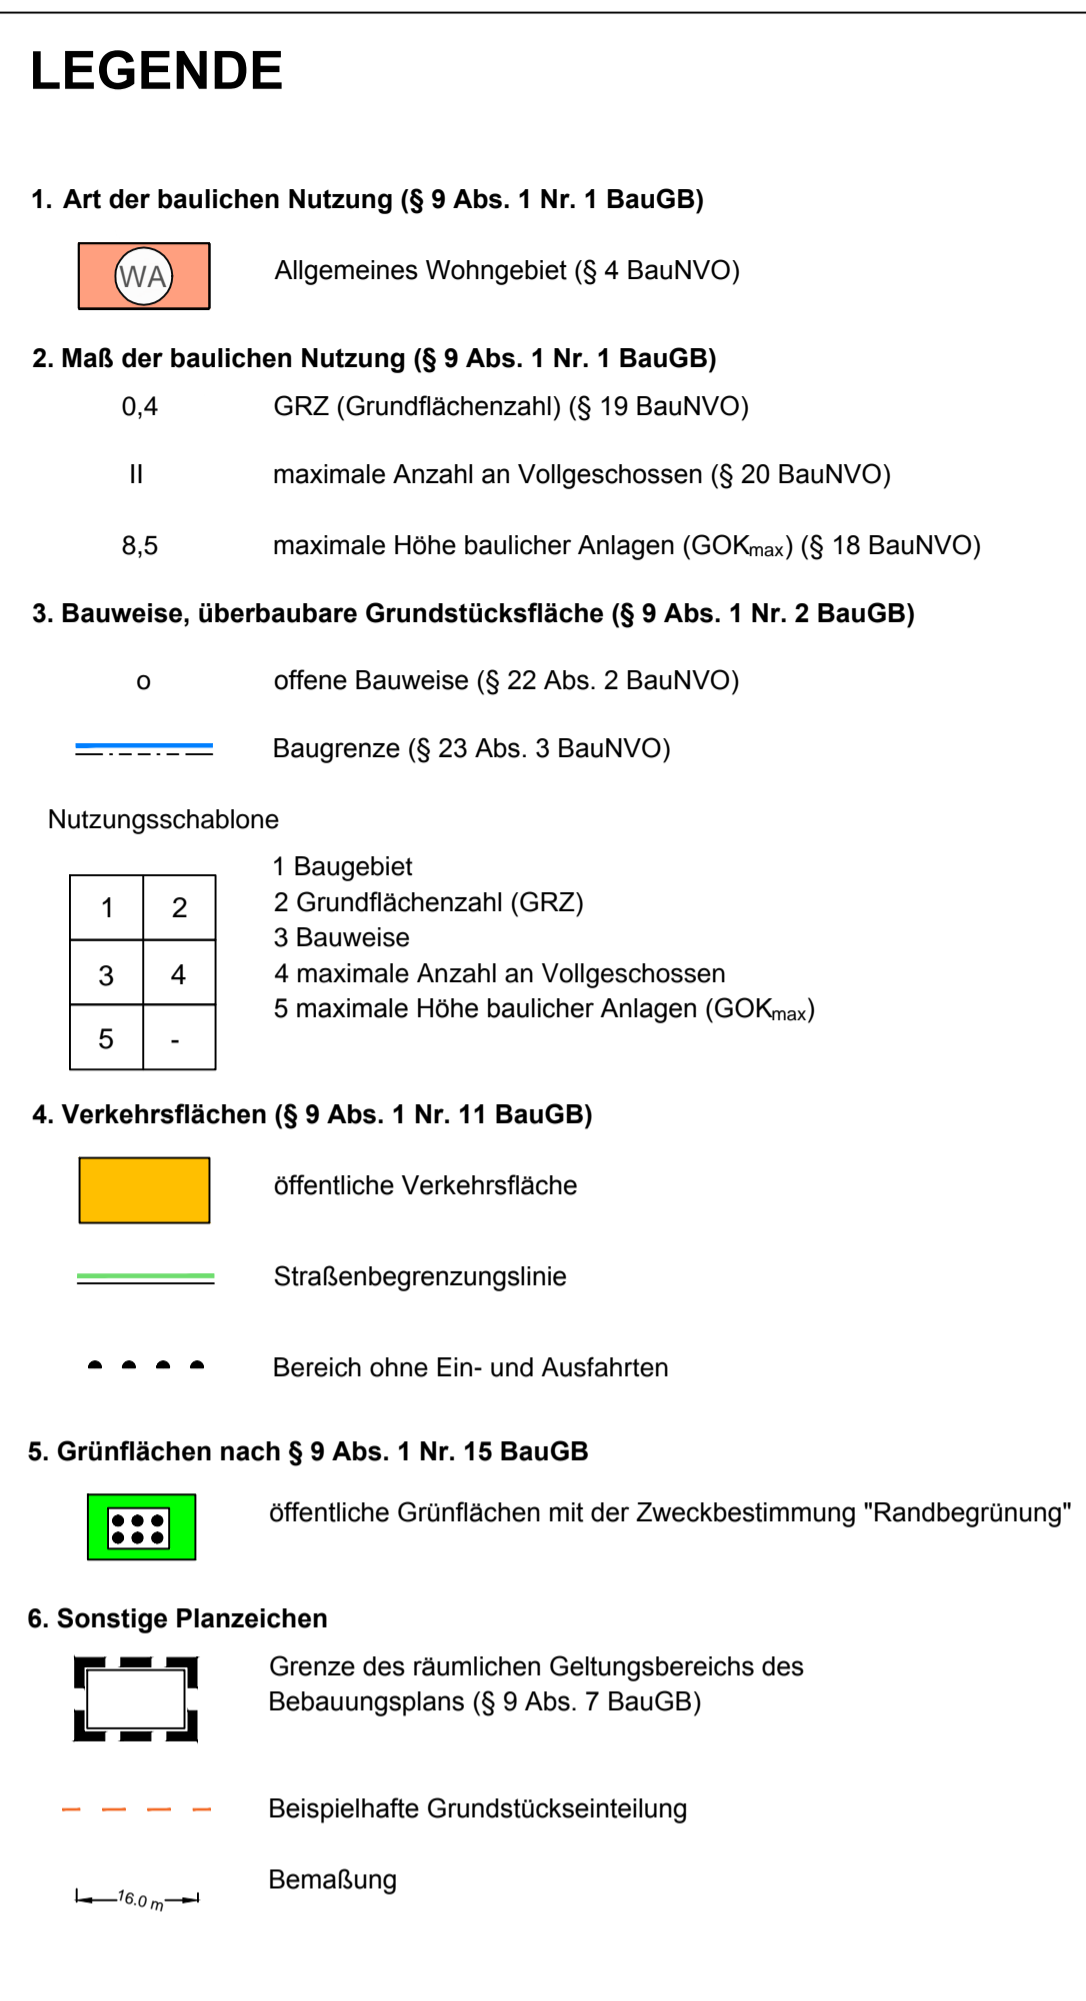 LEGENDE
1. Art der baulichen Nutzung (§ 9 Abs. 1 Nr. 1 BauGB)
WA Allgemeines Wohngebiet (§ 4 BauNVO)
2. Maß der baulichen Nutzung (§ 9 Abs. 1 Nr. 1 BauGB)
0,4 GRZ (Grundflächenzahl) (§ 19 BauNVO)
II maximale Anzahl an Vollgeschossen (§ 20 BauNVO)
8,5 maximale Höhe baulicher Anlagen (GOKmax) (§ 18 BauNVO)
3. Bauweise, überbaubare Grundstücksfläche (§ 9 Abs. 1 Nr. 2 BauGB)
o offene Bauweise (§ 22 Abs. 2 BauNVO)
Baugrenze (§ 23 Abs. 3 BauNVO)
Nutzungsschablone
1 2
3 4
5 -
1 Baugebiet
2 Grundflächenzahl (GRZ)
3 Bauweise
4 maximale Anzahl an Vollgeschossen
5 maximale Höhe baulicher Anlagen (GOKmax)
4. Verkehrsflächen (§ 9 Abs. 1 Nr. 11 BauGB)
öffentliche Verkehrsfläche
Straßenbegrenzungslinie
Bereich ohne Ein- und Ausfahrten
5. Grünflächen nach § 9 Abs. 1 Nr. 15 BauGB
öffentliche Grünflächen mit der Zweckbestimmung "Randbegrünung"
6. Sonstige Planzeichen
Grenze des räumlichen Geltungsbereichs des
Bebauungsplans (§ 9 Abs. 7 BauGB)
Beispielhafte Grundstückseinteilung
16.0 m Bemaßung